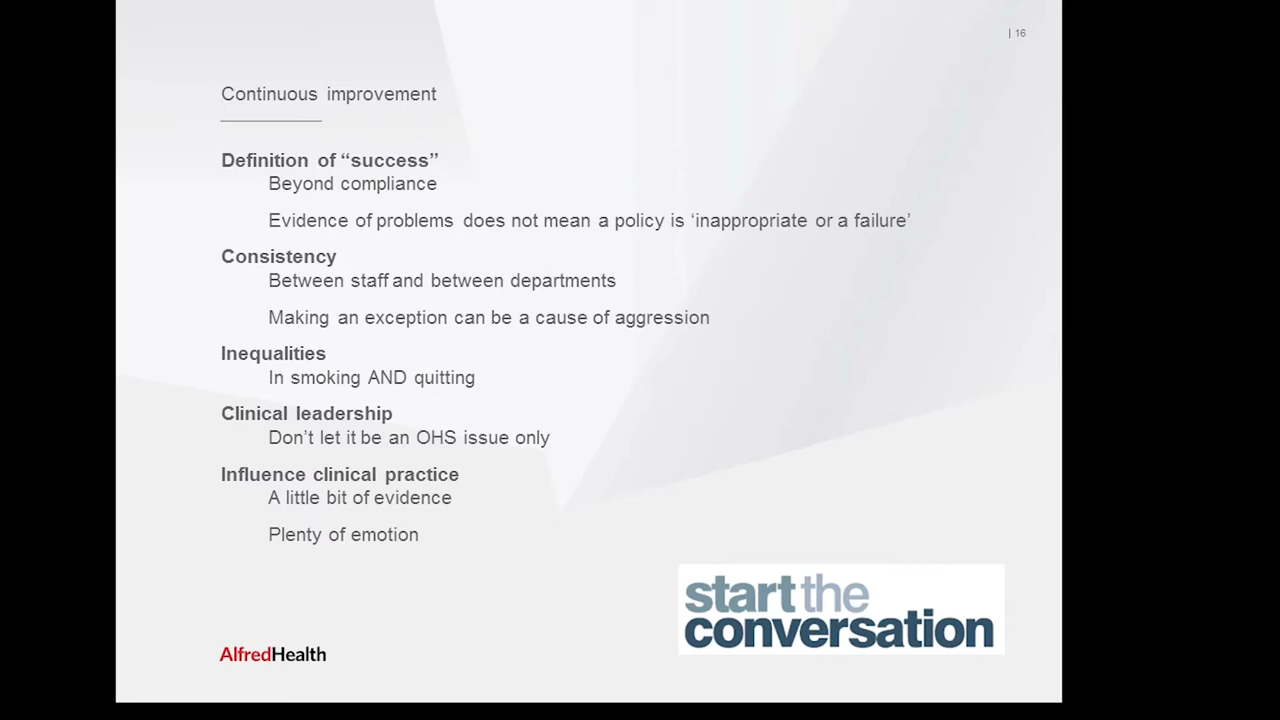 | 16
Continuous improvement
Definition of “success”
Beyond compliance
Evidence of problems does not mean a policy is ‘inappropriate or a failure’
Consistency
Between staff and between departments
Making an exception can be a cause of aggression
Inequalities
In smoking AND quitting
Clinical leadership
Don’t let it be an OHS issue only
Influence clinical practice
A little bit of evidence
Plenty of emotion
start the
conversation
AlfredHealth